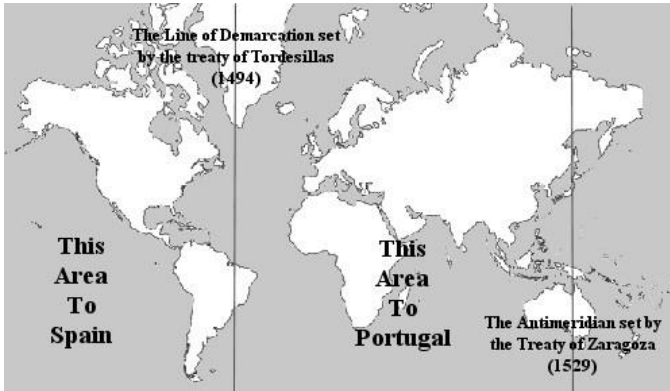 The Line of Demarcation set
by the treaty of Tordesillas
(1494)
This
Area
To
Spain
This
Area
To
Portugal
The Antimeridian set by
the Treaty of Zaragoza
(1529)